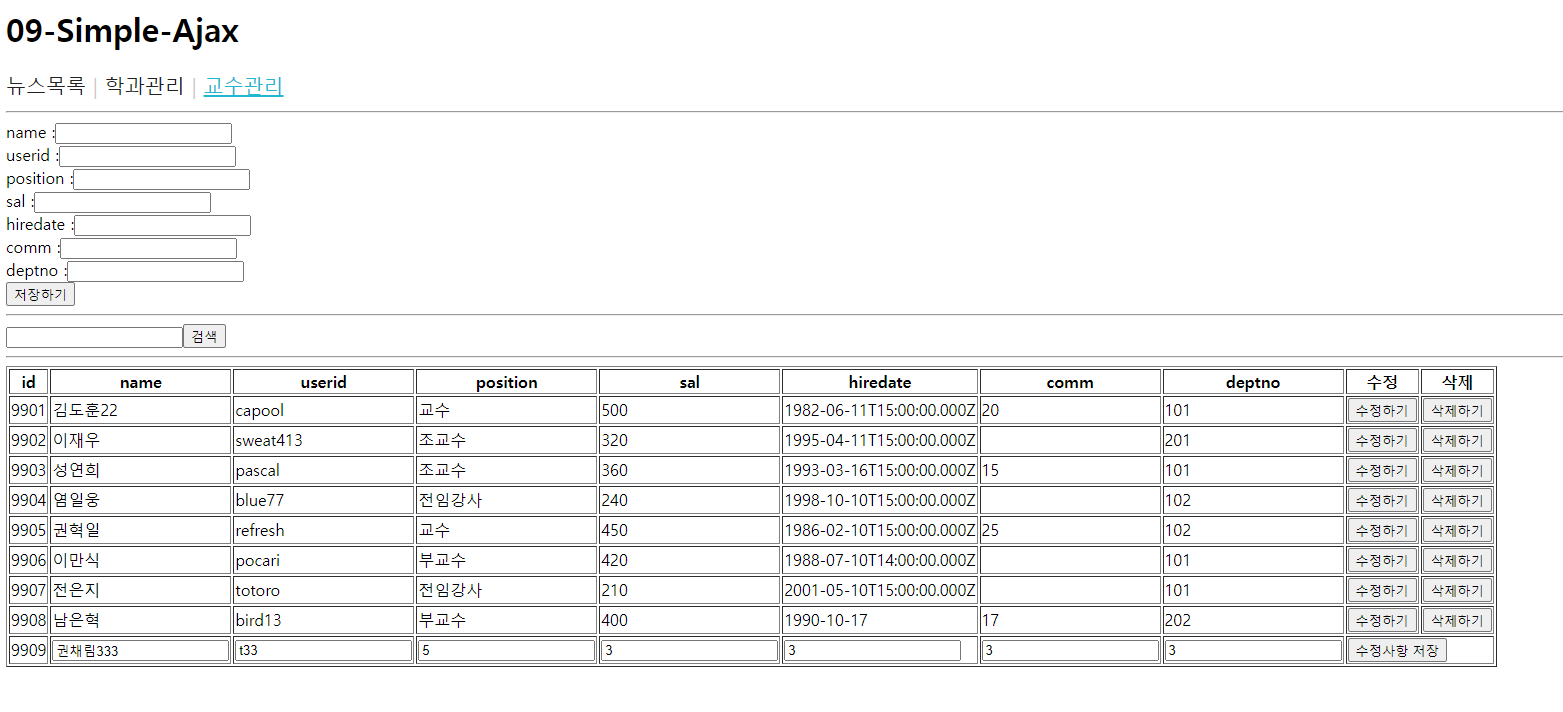 09-Simple-Ajax
뉴스목록 | 학과관리 | 교수관리
name :
userid :
position :
sal :
hiredate :
comm :
deptno :
저장하기
검색
id name userid position sal hiredate comm deptno 수정 삭제
9901 김도훈22 capool 교수 500 1982-06-11T15:00:00.000Z 20 101 수정하기 삭제하기
9902 이재우 sweat413 조교수 320 1995-04-11T15:00:00.000Z 201 수정하기 삭제하기
9903 성연희 pascal 조교수 360 1993-03-16T15:00:00.000Z 15 101 수정하기 삭제하기
9904 염일웅 blue77 전임강사 240 1998-10-10T15:00:00.000Z 102 수정하기 삭제하기
9905 권혁일 refresh 교수 450 1986-02-10T15:00:00.000Z 25 102 수정하기 삭제하기
9906 이만식 pocari 부교수 420 1988-07-10T14:00:00.000Z 101 수정하기 삭제하기
9907 전은지 totoro 전임강사 210 2001-05-10T15:00:00.000Z 101 수정하기 삭제하기
9908 남은혁 bird13 부교수 400 1990-10-17 17 202 수정하기 삭제하기
9909 권채림333 t33 5 3 3 3 3 수정사항 저장